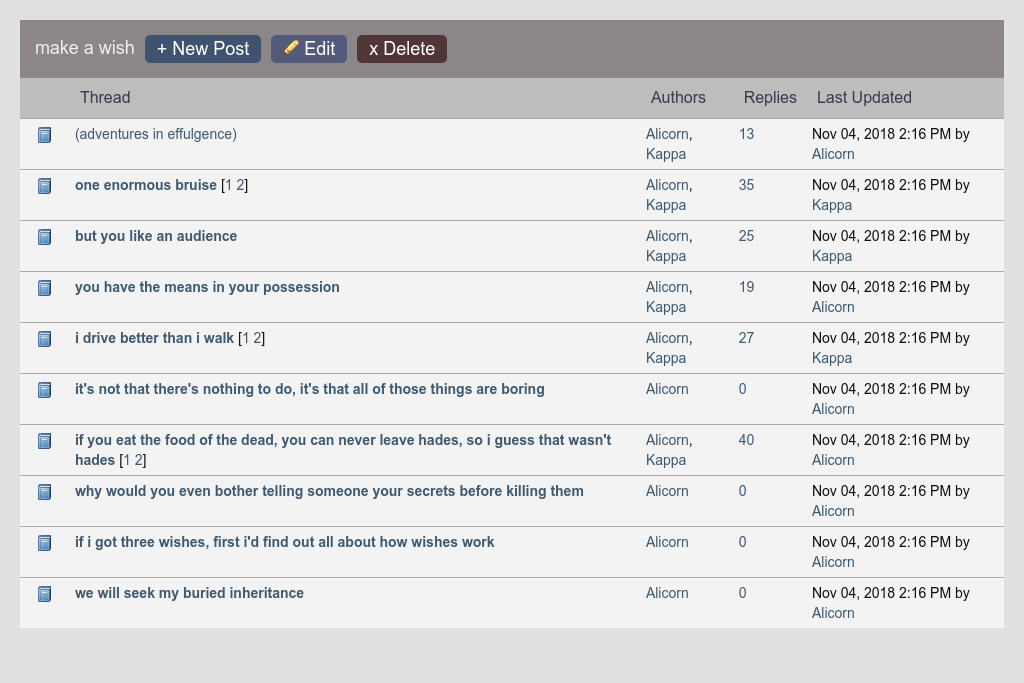 make a wish + New Post Edit x Delete
Thread Authors Replies Last Updated
(adventures in effulgence) Alicorn, 13 Nov 04, 2018 2:16 PM by
Kappa Alicorn
one enormous bruise [1 2] Alicorn, 35 Nov 04, 2018 2:16 PM by
Kappa Kappa
but you like an audience Alicorn, 25 Nov 04, 2018 2:16 PM by
Kappa Kappa
you have the means in your possession Alicorn, 19 Nov 04, 2018 2:16 PM by
Kappa Alicorn
i drive better than i walk [1 2] Alicorn, 27 Nov 04, 2018 2:16 PM by
Kappa Kappa
it's not that there's nothing to do, it's that all of those things are boring Alicorn 0 Nov 04, 2018 2:16 PM by
Alicorn
if you eat the food of the dead, you can never leave hades, so i guess that wasn't Alicorn, 40 Nov 04, 2018 2:16 PM by
hades [1 2] Kappa Alicorn
why would you even bother telling someone your secrets before killing them Alicorn 0 Nov 04, 2018 2:16 PM by
Alicorn
if i got three wishes, first i'd find out all about how wishes work Alicorn 0 Nov 04, 2018 2:16 PM by
Alicorn
we will seek my buried inheritance Alicorn 0 Nov 04, 2018 2:16 PM by
Alicorn